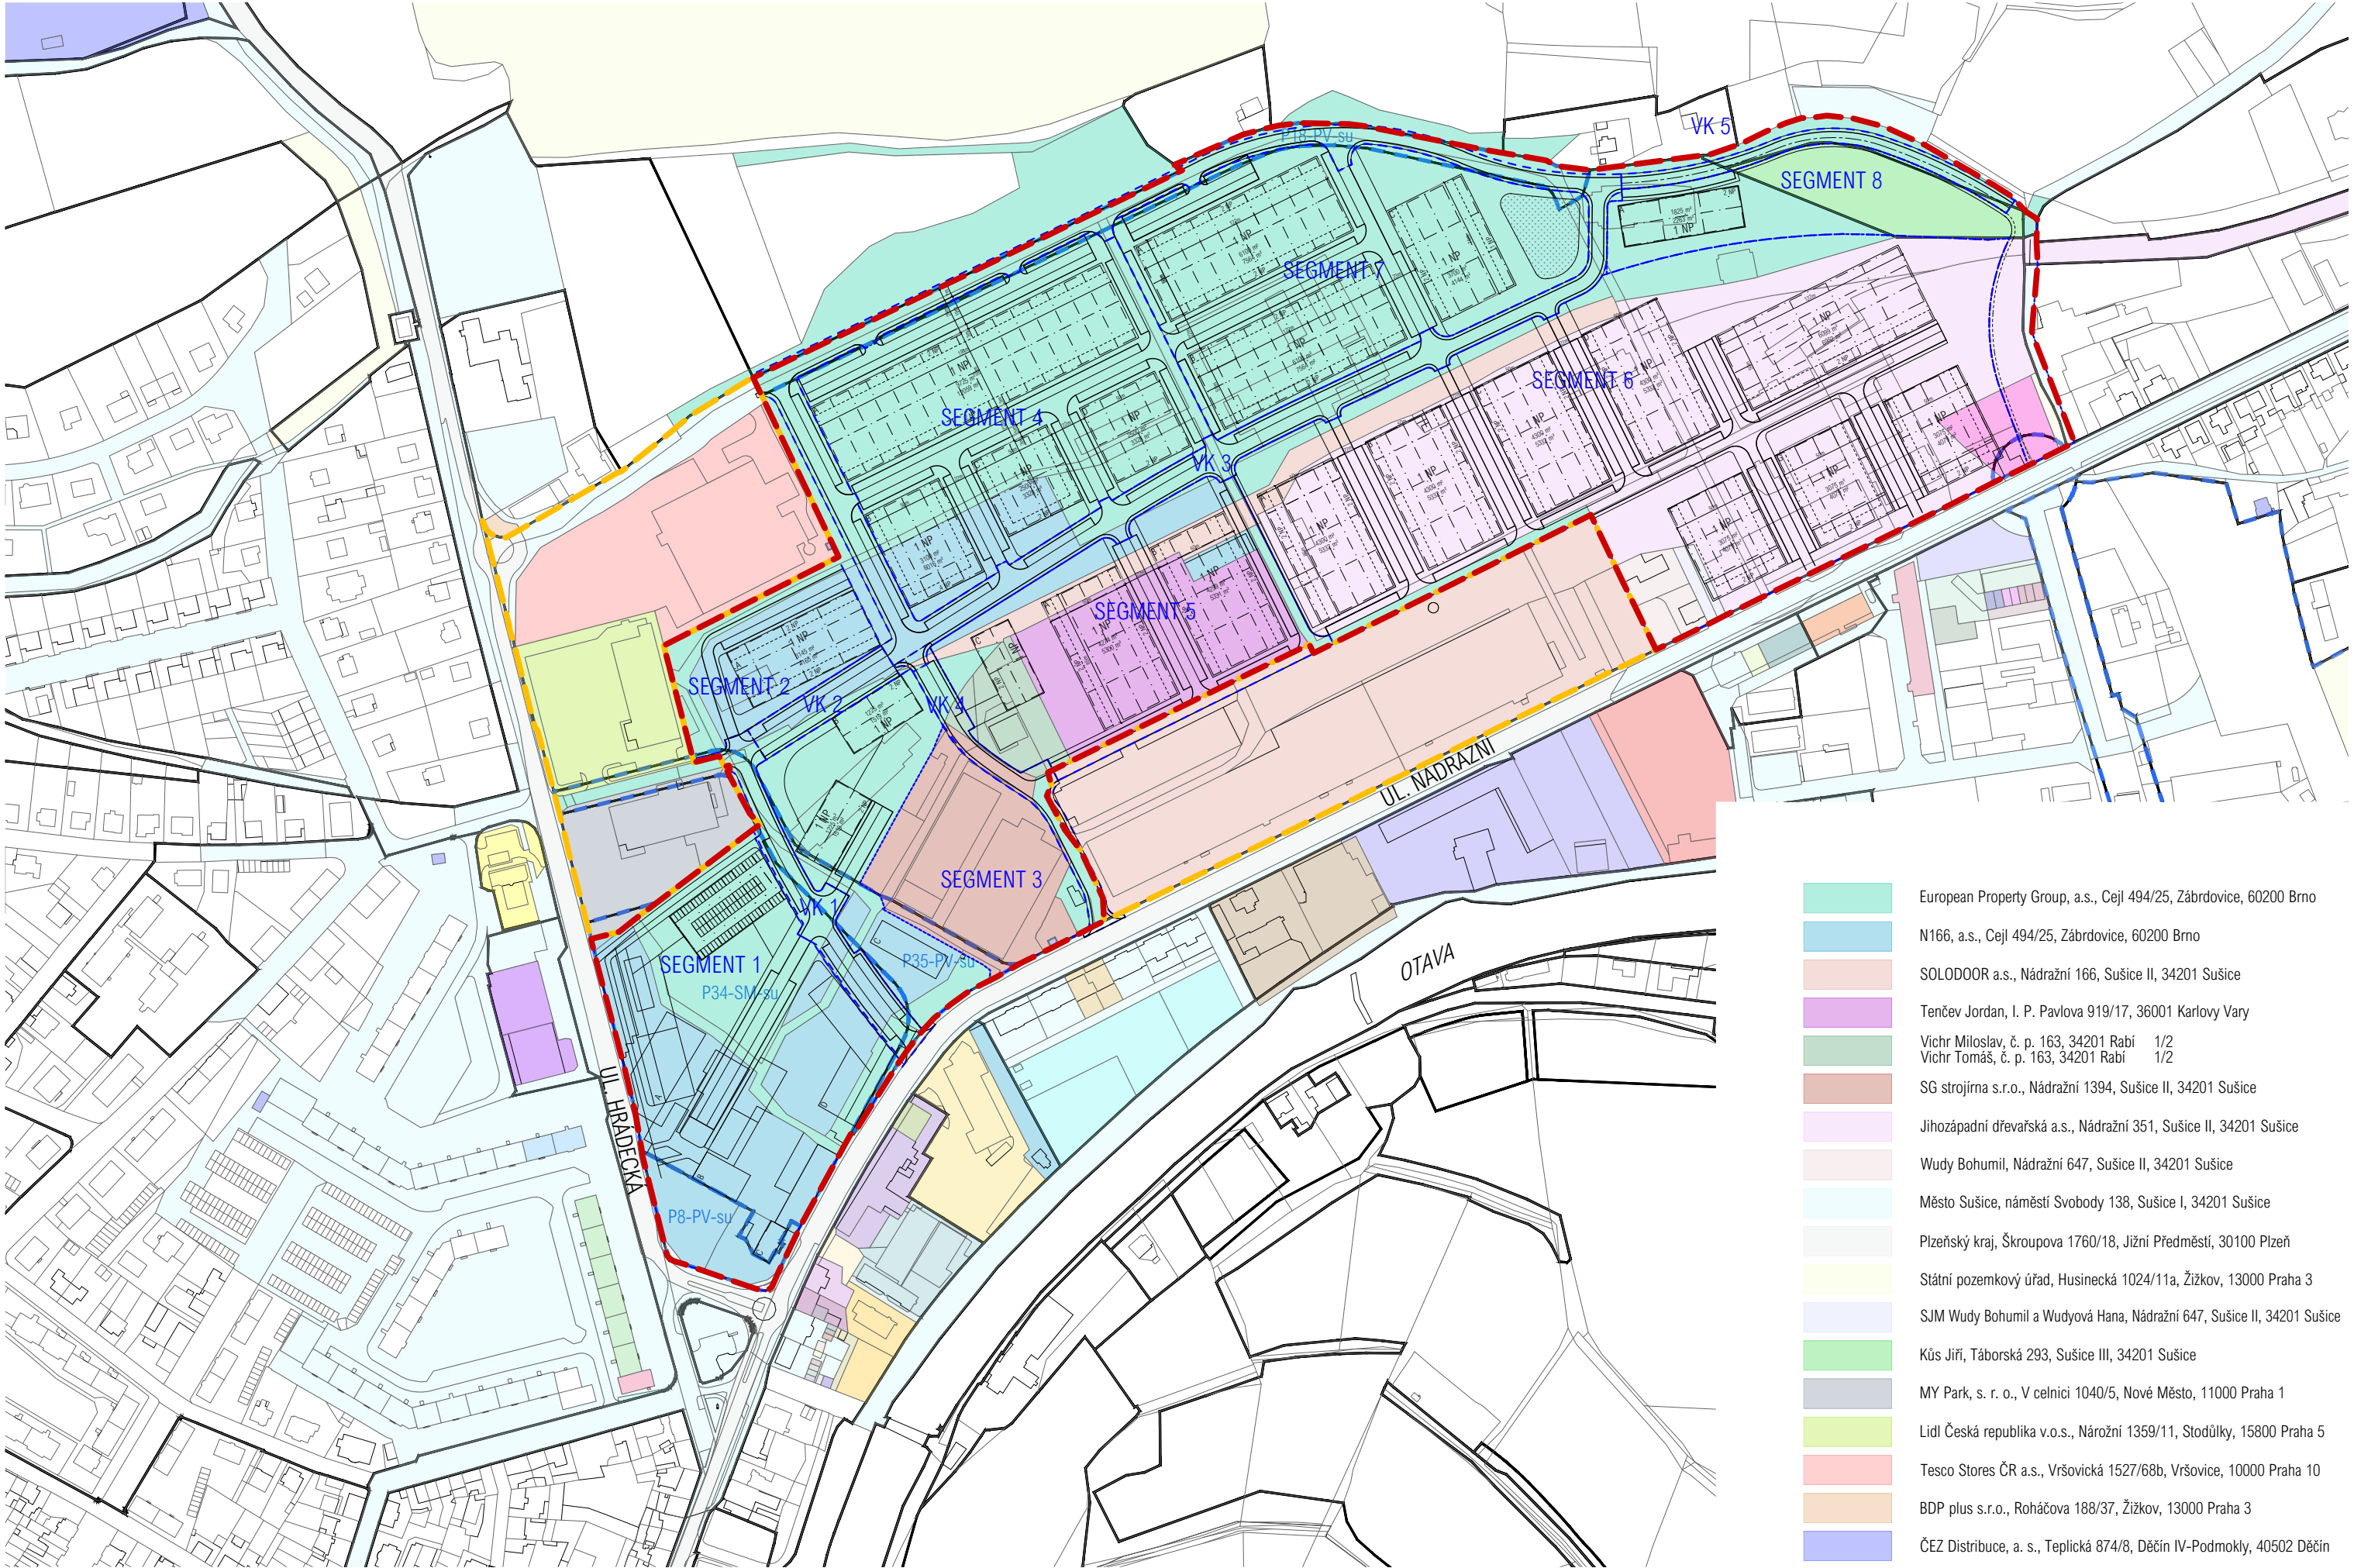 P18-PV-su
VK 5
SEGMENT 8
SEGMENT 7
SEGMENT 6
SEGMENT 4
VK 3
SEGMENT 5
SEGMENT 2
VK 2
VK 4
UL. NÁDRAŽNÍ
SEGMENT 3
VK 1
SEGMENT 1
P35-PV-su
P34-SM-su
OTAVA
UL. HRÁDECKÁ
P8-PV-su
1 NP
2 NP
European Property Group, a.s., Cejl 494/25, Zábrdovice, 60200 Brno
N166, a.s., Cejl 494/25, Zábrdovice, 60200 Brno
SOLODOOR a.s., Nádražní 166, Sušice II, 34201 Sušice
Tenčev Jordan, I. P. Pavlova 919/17, 36001 Karlovy Vary
Vichr Miloslav, č. p. 163, 34201 Rabí 1/2
Vichr Tomáš, č. p. 163, 34201 Rabí 1/2
SG strojírna s.r.o., Nádražní 1394, Sušice II, 34201 Sušice
Jihozápadní dřevařská a.s., Nádražní 351, Sušice II, 34201 Sušice
Wudy Bohumil, Nádražní 647, Sušice II, 34201 Sušice
Město Sušice, náměstí Svobody 138, Sušice I, 34201 Sušice
Plzeňský kraj, Škroupova 1760/18, Jižní Předměstí, 30100 Plzeň
Státní pozemkový úřad, Husinecká 1024/11a, Žižkov, 13000 Praha 3
SJM Wudy Bohumil a Wudyová Hana, Nádražní 647, Sušice II, 34201 Sušice
Kůs Jiří, Táborská 293, Sušice III, 34201 Sušice
MY Park, s. r. o., V celnici 1040/5, Nové Město, 11000 Praha 1
Lidl Česká republika v.o.s., Nárožní 1359/11, Stodůlky, 15800 Praha 5
Tesco Stores ČR a.s., Vršovická 1527/68b, Vršovice, 10000 Praha 10
BDP plus s.r.o., Roháčova 188/37, Žižkov, 13000 Praha 3
ČEZ Distribuce, a. s., Teplická 874/8, Děčín IV-Podmokly, 40502 Děčín